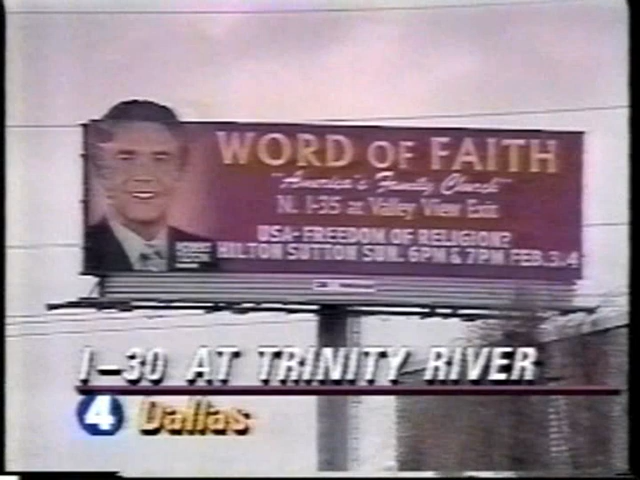 WORD OF FAITH
"America's Family Church"
N. I-35 at Valley View Exit
USA-FREEDOM OF RELIGION?
HILTON SUTTON SUN. 6PM & 7PM FEB. 3,4
I-30 AT TRINITY RIVER
4 Dallas